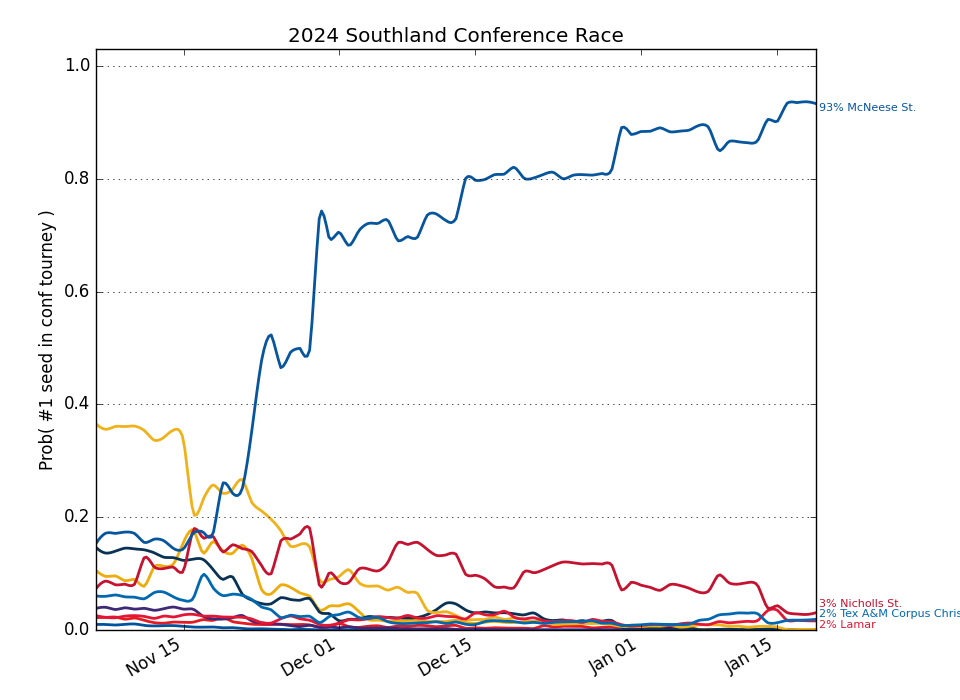 2024 Southland Conference Race
Prob( #1 seed in conf tourney )
1.0
0.8
0.6
0.4
0.2
0.0
93% McNeese St.
3% Nicholls St.
2% Tex A&M Corpus Chris
2% Lamar
Nov 15
Dec 01
Dec 15
Jan 01
Jan 15